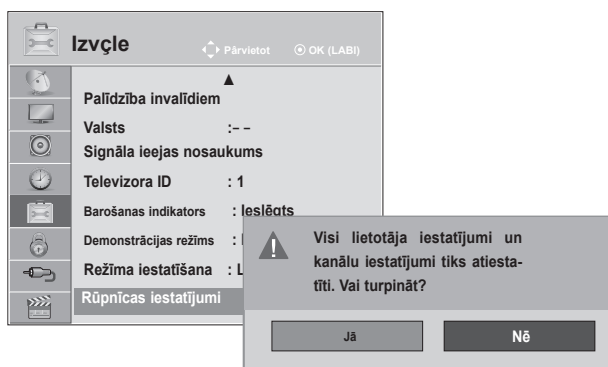 Izvçle
Pārvietot
OK (LABI)
▲
Palīdzība invalīdiem
Valsts :– –
Signāla ieejas nosaukums
Televizora ID : 1
Barošanas indikators : Ieslēgts
Demonstrācijas režīms :
Režīma iestatīšana : L
Rūpnīcas iestatījumi
Visi lietotāja iestatījumi un
kanālu iestatījumi tiks atiesta-
tīti. Vai turpināt?
Jā
Nē